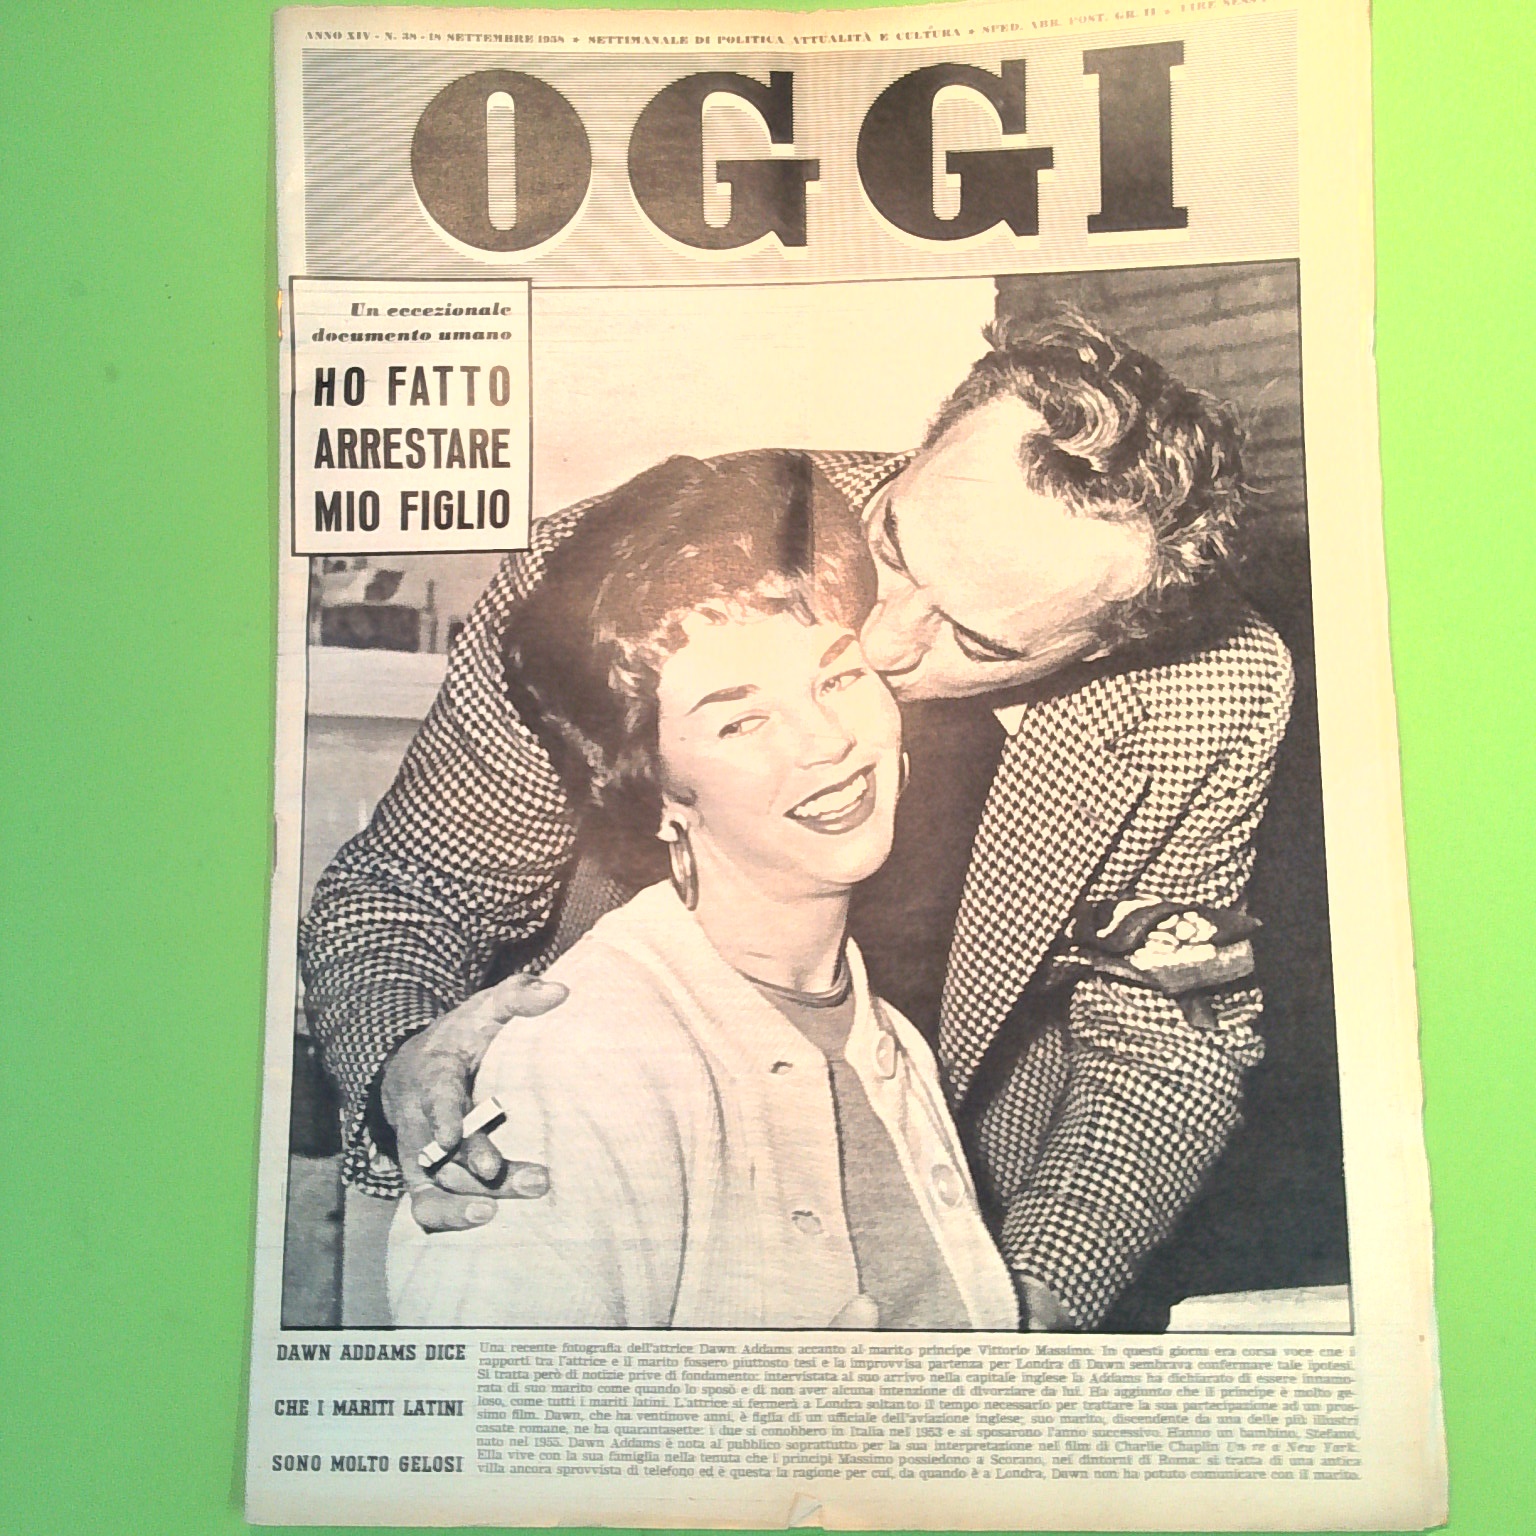 ANNO XIV - N. 38 - 18 SETTEMBRE 1958 * SETTIMANALE DI POLITICA ATTUALITÀ E CULTURA * SPED. ABB. POST. GR. II * LIRE
OGGI
Un eccezionale
documento umano
HO FATTO
ARRESTARE
MIO FIGLIO
DAWN ADDAMS DICE
CHE I MARITI LATINI
SONO MOLTO GELOSI
Una recente fotografia dell'attrice Dawn Addams accanto al marito principe Vittorio Massimo. In questi giorni era corsa voce che i
rapporti tra l'attrice e il marito fossero piuttosto tesi e la improvvisa partenza per Londra di Dawn sembrava confermare tale ipotesi.
Si tratta però di notizie prive di fondamento: intervistata al suo arrivo nella capitale inglese la Addams ha dichiarato di essere innamo-
rata di suo marito come quando lo sposò e di non aver alcuna intenzione di divorziare da lui. Ha aggiunto che il principe è molto ge-
loso, come tutti i mariti latini. L'attrice si fermerà a Londra soltanto il tempo necessario per trattare la sua partecipazione ad un pros-
simo film. Dawn, che ha ventinove anni, è figlia di un ufficiale dell'aviazione inglese; suo marito, discendente da una delle più illustri
casate romane, ne ha quarantasette: i due si conobbero in Italia nel 1953 e si sposarono l'anno successivo. Hanno un bambino, Stefano,
nato nel 1955. Dawn Addams è nota al pubblico soprattutto per la sua interpretazione nel film di Charlie Chaplin Un re a New York.
Ella vive con la sua famiglia nella tenuta che i principi Massimo possiedono a Scorano, nei dintorni di Roma: si tratta di una antica
villa ancora sprovvista di telefono ed è questa la ragione per cui, da quando è a Londra, Dawn non ha potuto comunicare con il marito.